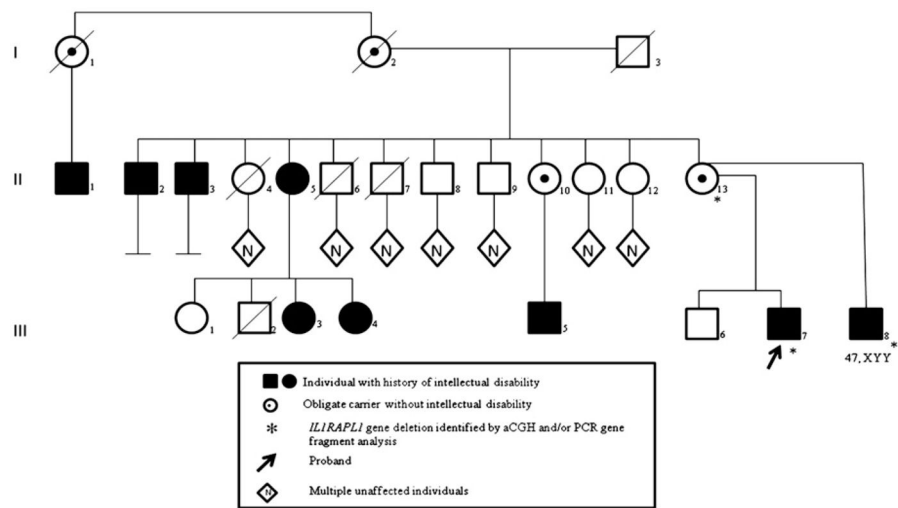 I
1
2
3
II
1
2
3
4
5
6
7
8
9
10
11
12
13
*
N
N
N
N
N
N
N
III
1
2
3
4
5
6
7
*
8
*
47, XYY
Individual with history of intellectual disability
Obligate carrier without intellectual disability
* IL1RAPL1 gene deletion identified by aCGH and/or PCR gene
fragment analysis
Proband
N Multiple unaffected individuals